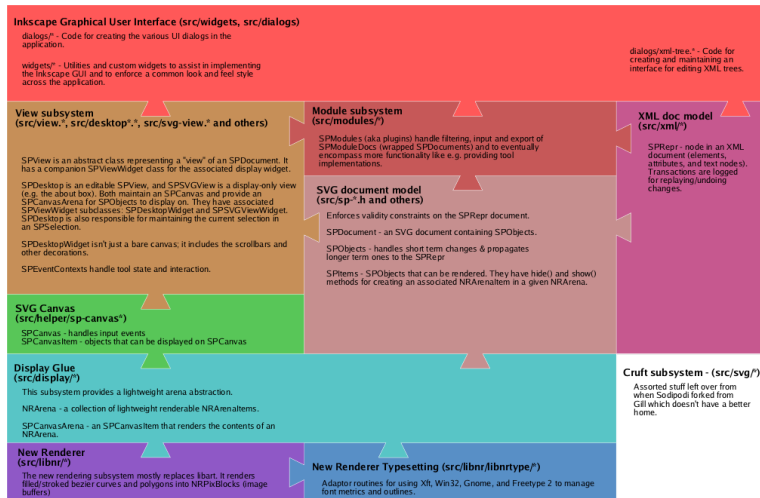 Inkscape Graphical User Interface (src/widgets, src/dialogs)
dialogs/* - Code for creating the various UI dialogs in the
application.
widgets/* - Utilities and custom widgets to assist in implementing
the Inkscape GUI and to enforce a common look and feel style
across the application.
dialogs/xml-tree.* - Code for
creating and maintaining an
interface for editing XML trees.
View subsystem
(src/view.*, src/desktop*.*, src/svg-view.* and others)
SPView is an abstract class representing a "view" of an SPDocument. It
has a companion SPViewWidget class for the associated display widget.
SPDesktop is an editable SPView, and SPSVGView is a display-only view
(e.g. the about box). Both maintain an SPCanvas and provide an
SPCanvasArena for SPObjects to display on. They have associated
SPViewWidget subclasses: SPDesktopWidget and SPSVGViewWidget.
SPDesktop is also responsible for maintaining the current selection in
an SPSelection.
SPDesktopWidget isn't just a bare canvas; it includes the scrollbars and
other decorations.
SPEventContexts handle tool state and interaction.
Module subsystem
(src/modules/*)
SPModules (aka plugins) handle filtering, input and export of
SPModuleDocs (wrapped SPDocuments) and to eventually
encompass more functionality like e.g. providing tool
implementations.
XML doc model
(src/xml/*)
SPRepr - node in an XML
document (elements,
attributes, and text nodes).
Transactions are logged
for replaying/undoing
changes.
SVG document model
(src/sp-*.h and others)
Enforces validity constraints on the SPRepr document.
SPDocument - an SVG document containing SPObjects.
SPObjects - handles short term changes & propagates
longer term ones to the SPRepr
SPItems - SPObjects that can be rendered. They have hide() and show()
methods for creating an associated NRArenaItem in a given NRArena.
SVG Canvas
(src/helper/sp-canvas*)
SPCanvas - handles input events
SPCanvasItem - objects that can be displayed on SPCanvas
Display Glue
(src/display/*)
This subsystem provides a lightweight arena abstraction.
NRArena - a collection of lightweight renderable NRArenaItems.
SPCanvasArena - an SPCanvasItem that renders the contents of an
NRArena.
Cruft subsystem - (src/svg/*)
Assorted stuff left over from
when Sodipodi forked from
Gill which doesn't have a better
home.
New Renderer
(src/libnr/*)
The new rendering subsystem mostly replaces libart. It renders
filled/stroked bezier curves and polygons into NRPixBlocks (image
buffers)
New Renderer Typesetting (src/libnr/libnrtype/*)
Adaptor routines for using Xft, Win32, Gnome, and Freetype 2 to manage
font metrics and outlines.